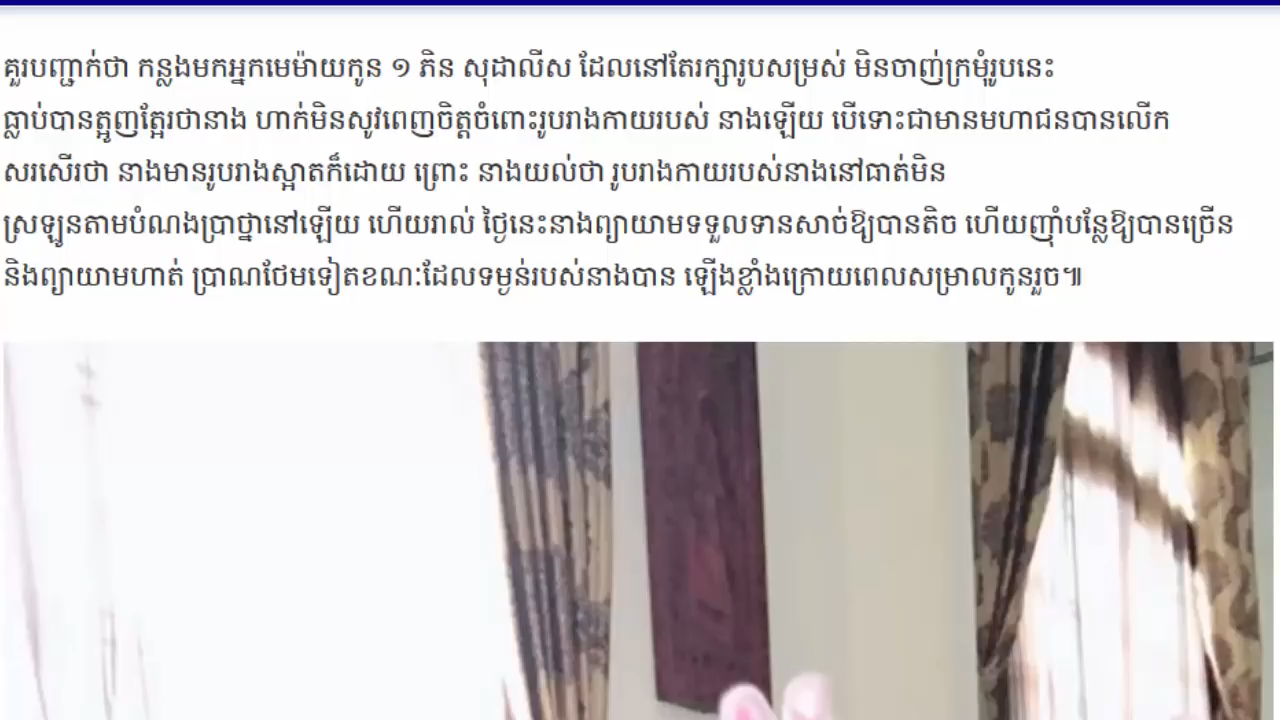 គួរបញ្ជាក់ថា កន្លងមកអ្នកមេម៉ាយកូន ១ ភិន សុដាលីស ដែលនៅតែរក្សារូបសម្រស់ មិនចាញ់ក្រមុំរូបនេះ
ធ្លាប់បានត្អូញត្អែរថានាង ហាក់មិនសូវពេញចិត្តចំពោះរូបរាងកាយរបស់ នាងឡើយ បើទោះជាមានមហាជនបានលើក
សរសើរថា នាងមានរូបរាងស្អាតក៏ដោយ ព្រោះ នាងយល់ថា រូបរាងកាយរបស់នាងនៅធាត់មិន
ស្រឡូនតាមបំណងប្រាថ្នានៅឡើយ ហើយរាល់ ថ្ងៃនេះនាងព្យាយាមទទួលទានសាច់ឱ្យបានតិច ហើយញ៉ាំបន្លែឱ្យបានច្រើន
និងព្យាយាមហាត់ ប្រាណថែមទៀតខណៈដែលទម្ងន់របស់នាងបាន ឡើងខ្លាំងក្រោយពេលសម្រាលកូនរួច៕